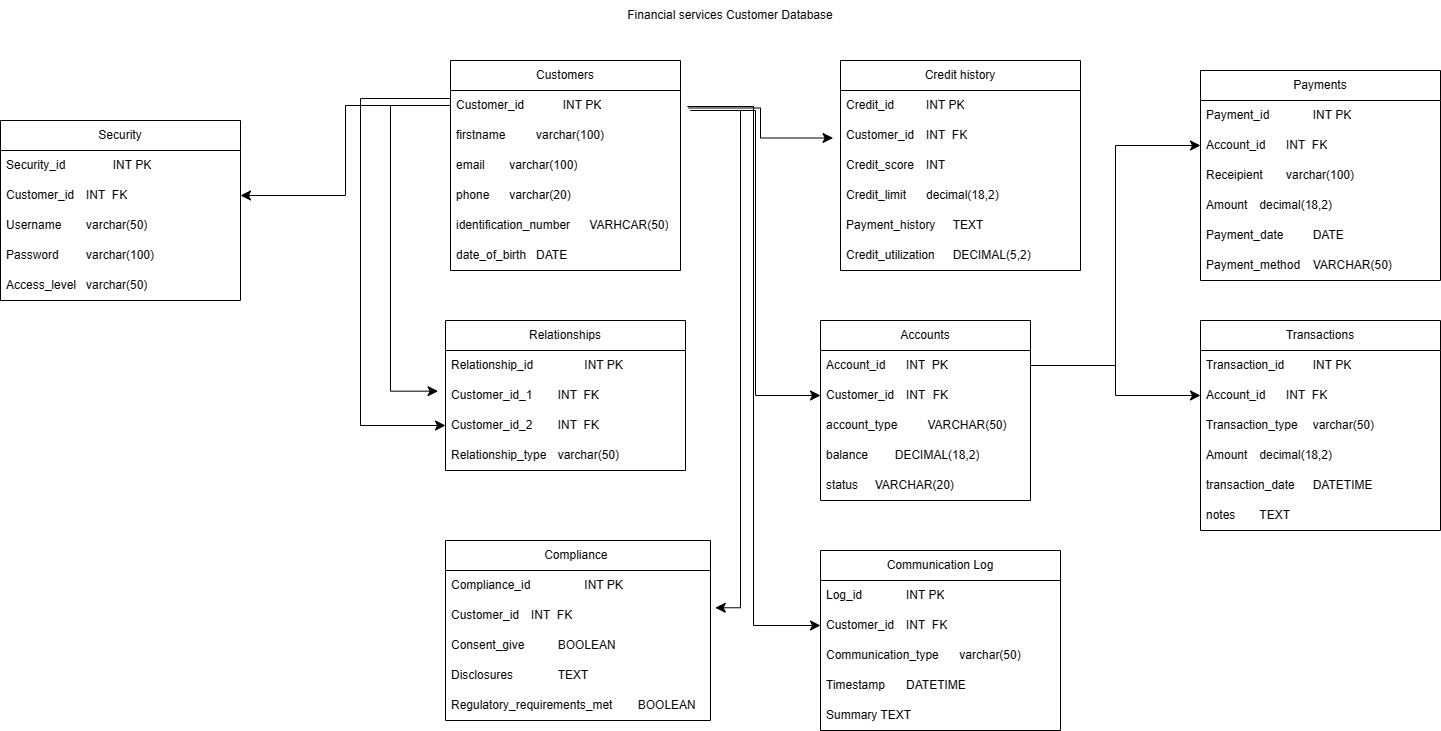 Financial services Customer Database
Customers
Customer_id INT PK
firstname varchar(100)
email varchar(100)
phone varchar(20)
identification_number VARHCAR(50)
date_of_birth DATE
Credit history
Credit_id INT PK
Customer_id INT FK
Credit_score INT
Credit_limit decimal(18,2)
Payment_history TEXT
Credit_utilization DECIMAL(5,2)
Payments
Payment_id INT PK
Account_id INT FK
Receipient varchar(100)
Amount decimal(18,2)
Payment_date DATE
Payment_method VARCHAR(50)
Security
Security_id INT PK
Customer_id INT FK
Username varchar(50)
Password varchar(100)
Access_level varchar(50)
Relationships
Relationship_id INT PK
Customer_id_1 INT FK
Customer_id_2 INT FK
Relationship_type varchar(50)
Accounts
Account_id INT PK
Customer_id INT FK
account_type VARCHAR(50)
balance DECIMAL(18,2)
status VARCHAR(20)
Transactions
Transaction_id INT PK
Account_id INT FK
Transaction_type varchar(50)
Amount decimal(18,2)
transaction_date DATETIME
notes TEXT
Compliance
Compliance_id INT PK
Customer_id INT FK
Consent_give BOOLEAN
Disclosures TEXT
Regulatory_requirements_met BOOLEAN
Communication Log
Log_id INT PK
Customer_id INT FK
Communication_type varchar(50)
Timestamp DATETIME
Summary TEXT